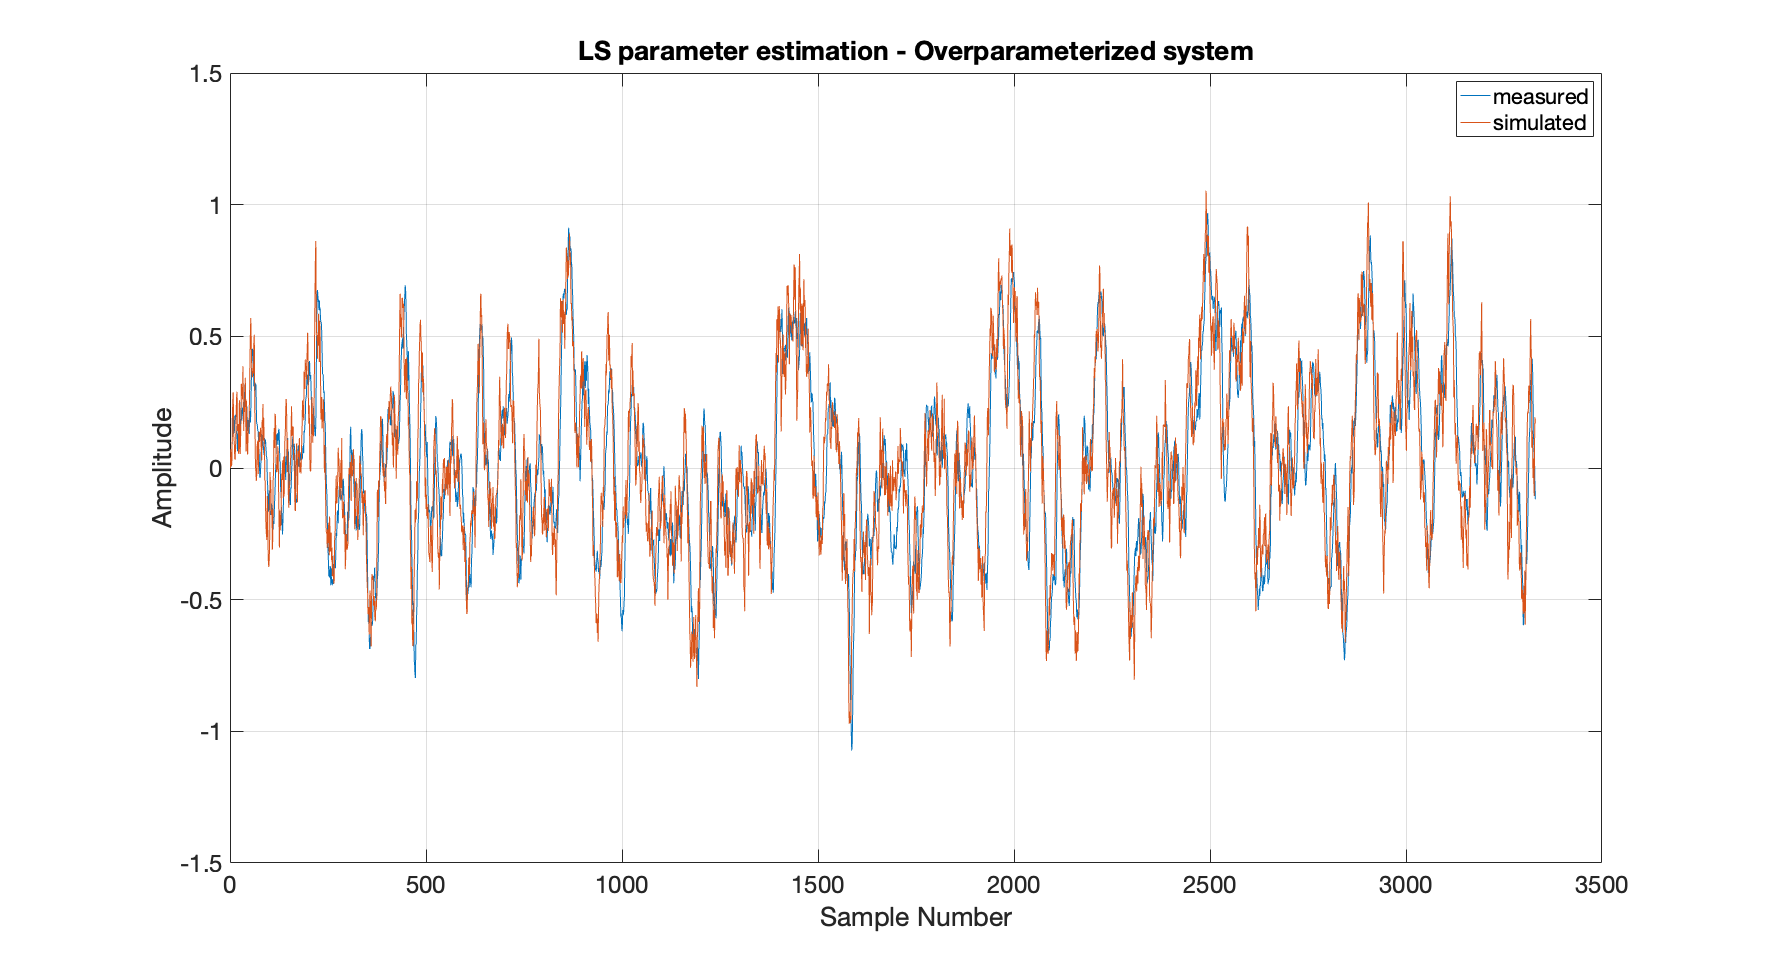 LS parameter estimation - Overparameterized system
measured
simulated
1.5
1
0.5
0
-0.5
-1
-1.5
Amplitude
0 500 1000 1500 2000 2500 3000 3500
Sample Number